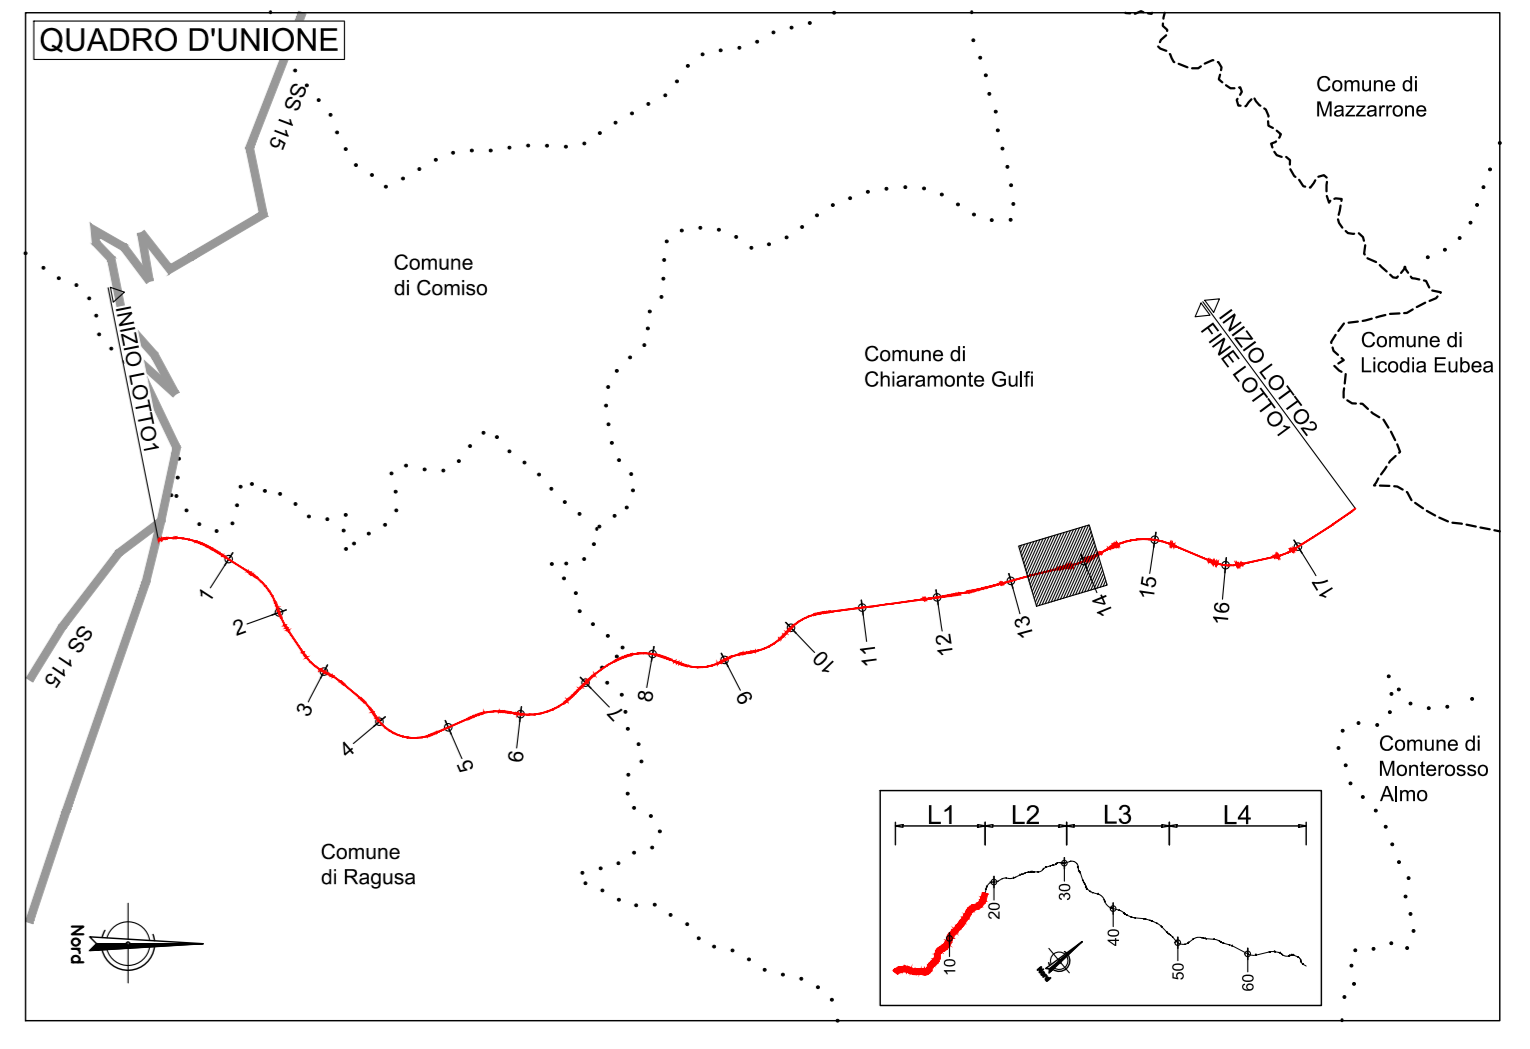 QUADRO D'UNIONE
SS 115
Comune di
Mazzarrone
Comune
di Comiso
INIZIO LOTTO1
Comune di
Chiaramonte Gulfi
INIZIO LOTTO2
FINE LOTTO1
Comune di
Licodia Eubea
1
2
3
4
5
6
7
8
9
10
11
12
13
14
15
16
17
SS 115
Comune di
Monterosso
Almo
Comune
di Ragusa
Nord
L1 L2 L3 L4
10
20
30
40
50
60
Nord